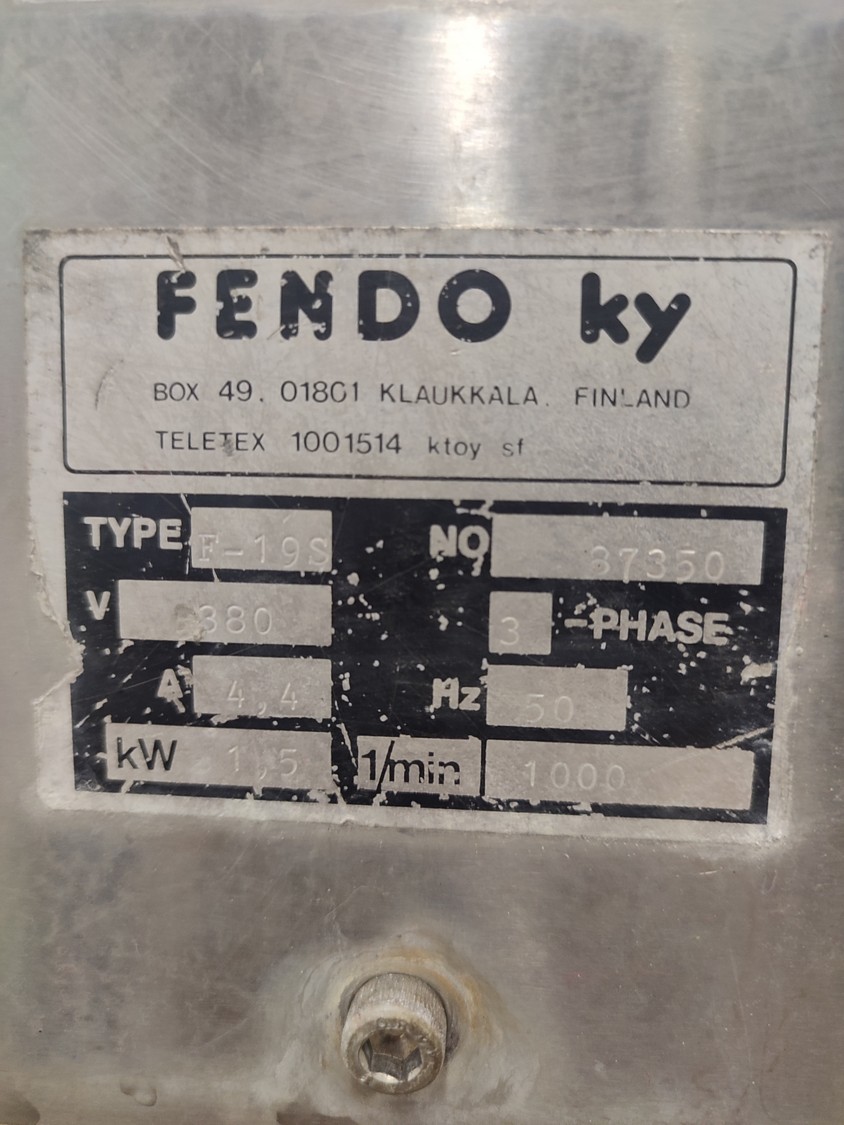 FENDO ky
BOX 49. 01801 KLAUKKALA. FINLAND
TELETEX 1001514 ktoy sf
TYPE F-19S NO 87350
V 380 3 -PHASE
A 4,4 Hz 50
kW 1,5 1/min 1000